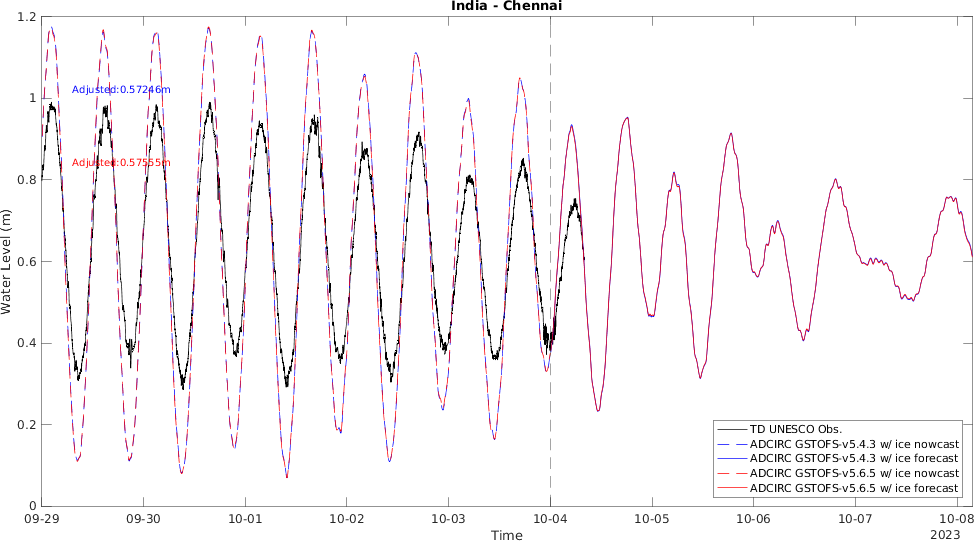 India - Chennai
1.2
1
0.8
0.6
0.4
0.2
0
Water Level (m)
Adjusted:0.57246m
Adjusted:0.57555m
TD UNESCO Obs.
ADCIRC GSTOFS-v5.4.3 w/ ice nowcast
ADCIRC GSTOFS-v5.4.3 w/ ice forecast
ADCIRC GSTOFS-v5.6.5 w/ ice nowcast
ADCIRC GSTOFS-v5.6.5 w/ ice forecast
09-29 09-30 10-01 10-02 10-03 10-04 10-05 10-06 10-07 10-08
Time
2023